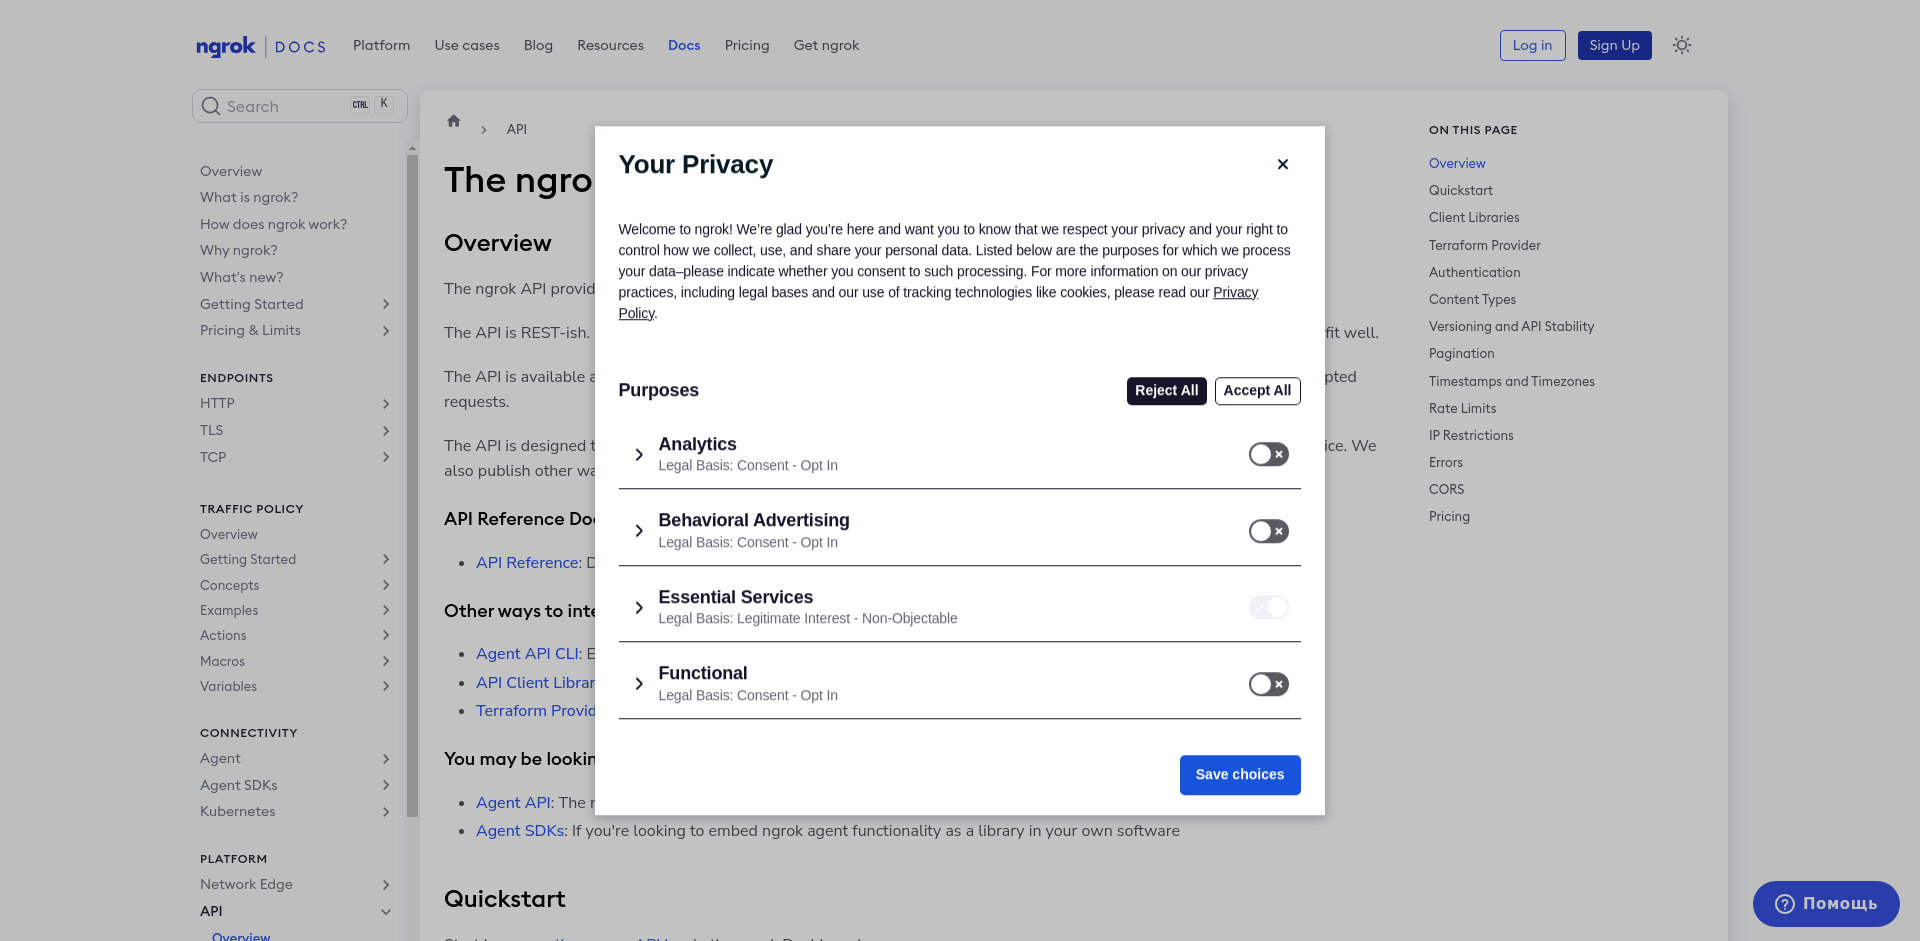 ngrok DOCS Platform Use cases Blog Resources Docs Pricing Get ngrok Log in Sign Up
Search CTRL K
Overview
What is ngrok?
How does ngrok work?
Why ngrok?
What's new?
Getting Started
Pricing & Limits
ENDPOINTS
HTTP
TLS
TCP
TRAFFIC POLICY
Overview
Getting Started
Concepts
Examples
Actions
Macros
Variables
CONNECTIVITY
Agent
Agent SDKs
Kubernetes
PLATFORM
Network Edge
API
Overview
API
The ngro
Overview
The ngrok API provid
The API is REST-ish. fit well.
The API is available a pted
requests.
The API is designed t ice. We
also publish other wa
API Reference Doc
API Reference: D
Other ways to inte
Agent API CLI: E
API Client Librar
Terraform Provid
You may be lookin
Agent API: The r
Agent SDKs: If you're looking to embed ngrok agent functionality as a library in your own software
Quickstart
Your Privacy
Welcome to ngrok! We’re glad you’re here and want you to know that we respect your privacy and your right to
control how we collect, use, and share your personal data. Listed below are the purposes for which we process
your data–please indicate whether you consent to such processing. For more information on our privacy
practices, including legal bases and our use of tracking technologies like cookies, please read our Privacy
Policy.
Purposes Reject All Accept All
Analytics
Legal Basis: Consent - Opt In
Behavioral Advertising
Legal Basis: Consent - Opt In
Essential Services
Legal Basis: Legitimate Interest - Non-Objectable
Functional
Legal Basis: Consent - Opt In
Save choices
ON THIS PAGE
Overview
Quickstart
Client Libraries
Terraform Provider
Authentication
Content Types
Versioning and API Stability
Pagination
Timestamps and Timezones
Rate Limits
IP Restrictions
Errors
CORS
Pricing
Помощь